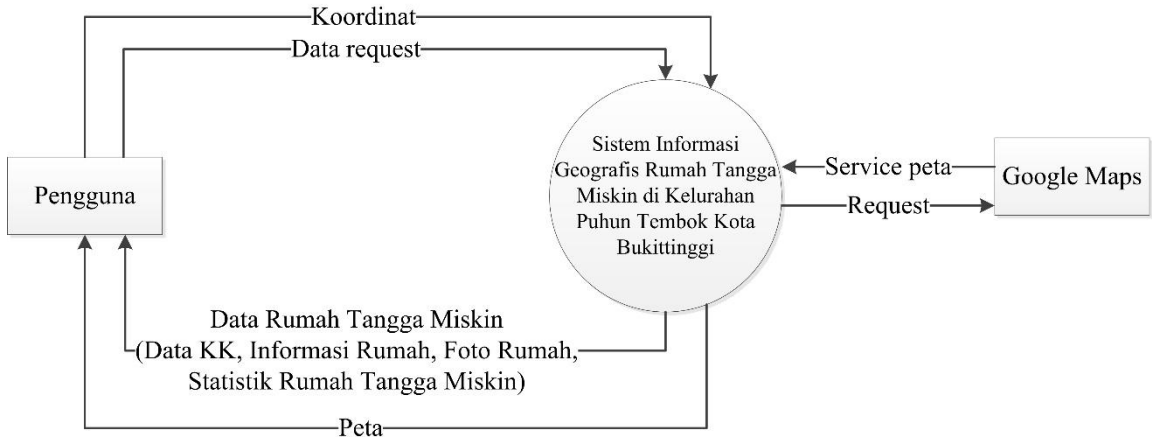 Koordinat
Data request
Pengguna
Sistem Informasi
Geografis Rumah Tangga
Miskin di Kelurahan
Puhun Tembok Kota
Bukittinggi
Service peta
Request
Google Maps
Data Rumah Tangga Miskin
(Data KK, Informasi Rumah, Foto Rumah,
Statistik Rumah Tangga Miskin)
Peta